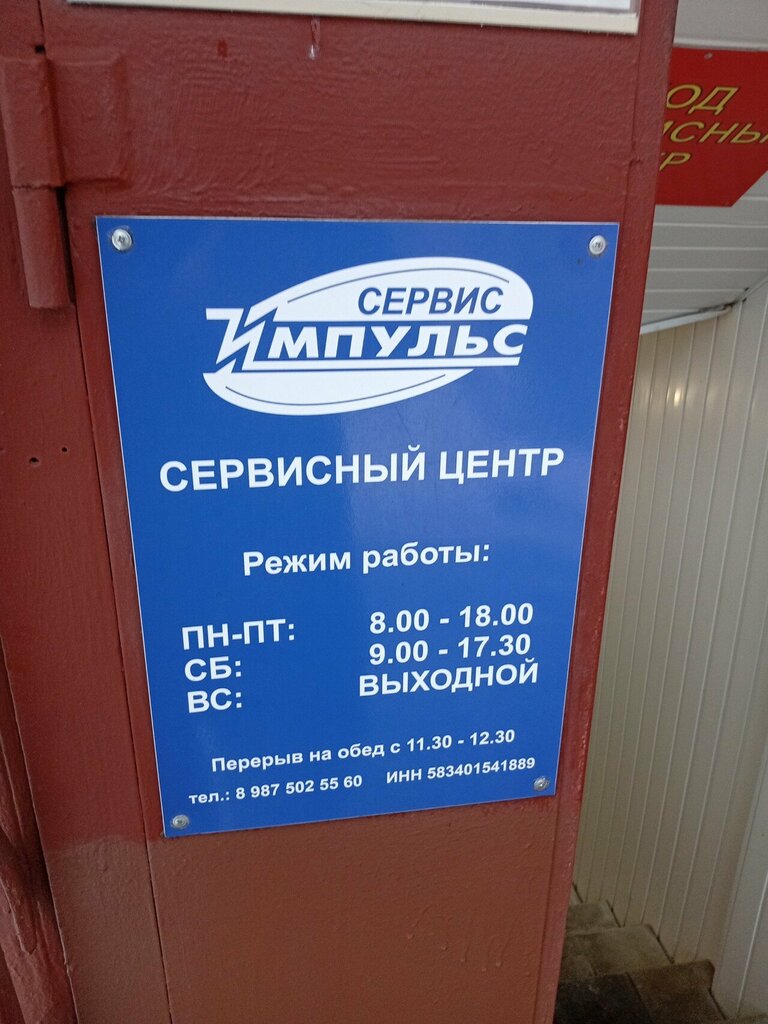 СЕРВИС
ИМПУЛЬС
СЕРВИСНЫЙ ЦЕНТР
Режим работы:
ПН-ПТ: 8.00 - 18.00
СБ: 9.00 - 17.30
ВС: ВЫХОДНОЙ
Перерыв на обед с 11.30 - 12.30
тел.: 8 987 502 55 60 ИНН 583401541889